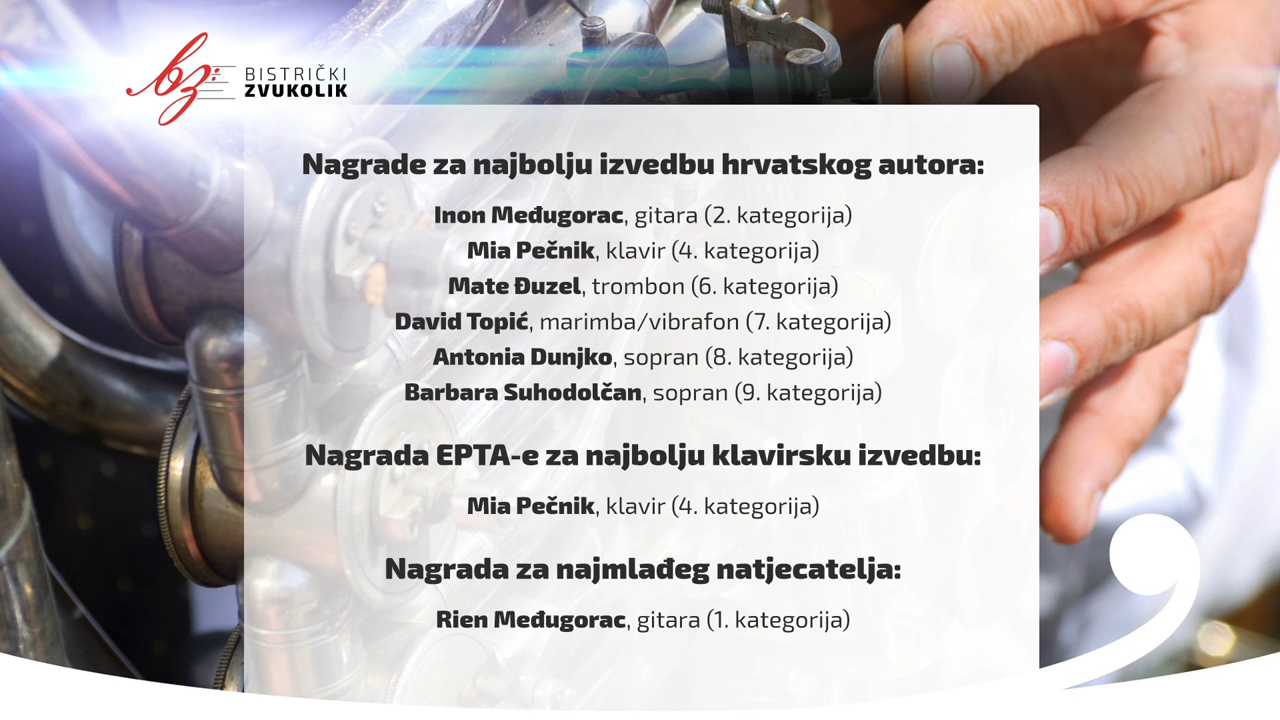 bz:
BISTRIČKI
ZVUKOLIK
Nagrade za najbolju izvedbu hrvatskog autora:
Inon Međugorac, gitara (2. kategorija)
Mia Pečnik, klavir (4. kategorija)
Mate Đuzel, trombon (6. kategorija)
David Topić, marimba/vibrafon (7. kategorija)
Antonia Dunjko, sopran (8. kategorija)
Barbara Suhodolčan, sopran (9. kategorija)
Nagrada EPTA-e za najbolju klavirsku izvedbu:
Mia Pečnik, klavir (4. kategorija)
Nagrada za najmlađeg natjecatelja:
Rien Međugorac, gitara (1. kategorija)